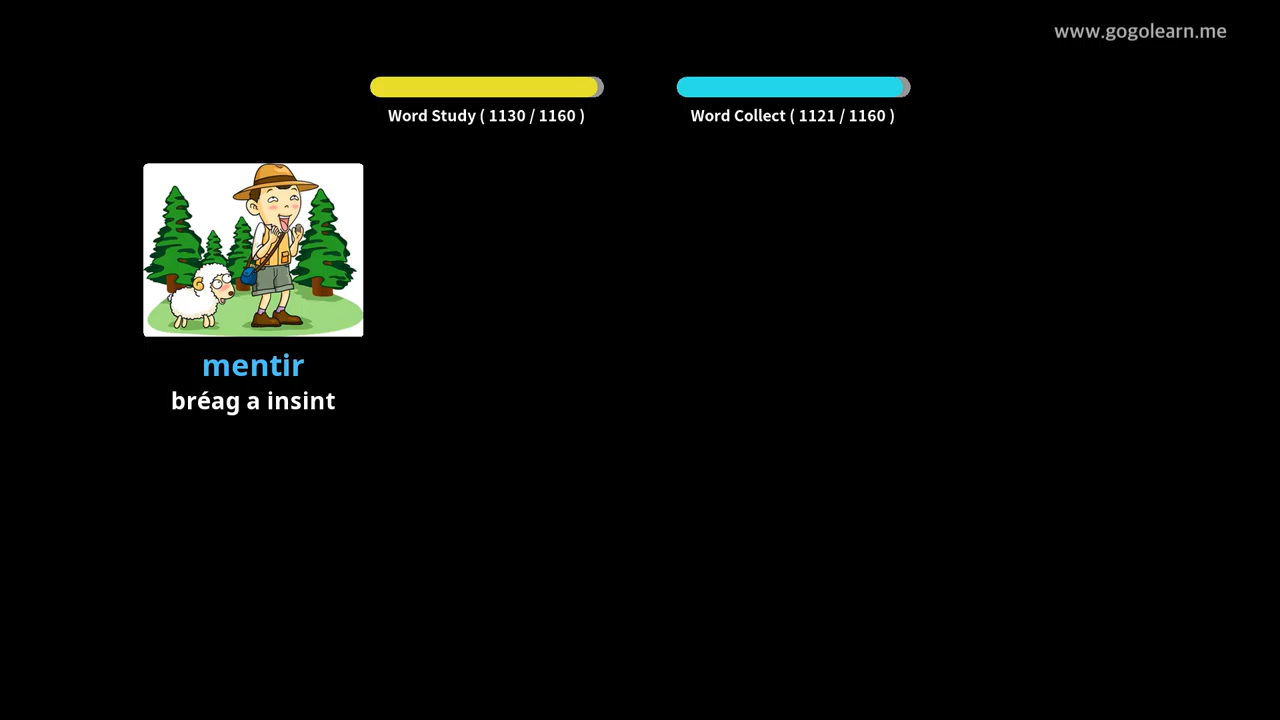 www.gogolearn.me
Word Study ( 1130 / 1160 )
Word Collect ( 1121 / 1160 )
mentir
bréag a insint